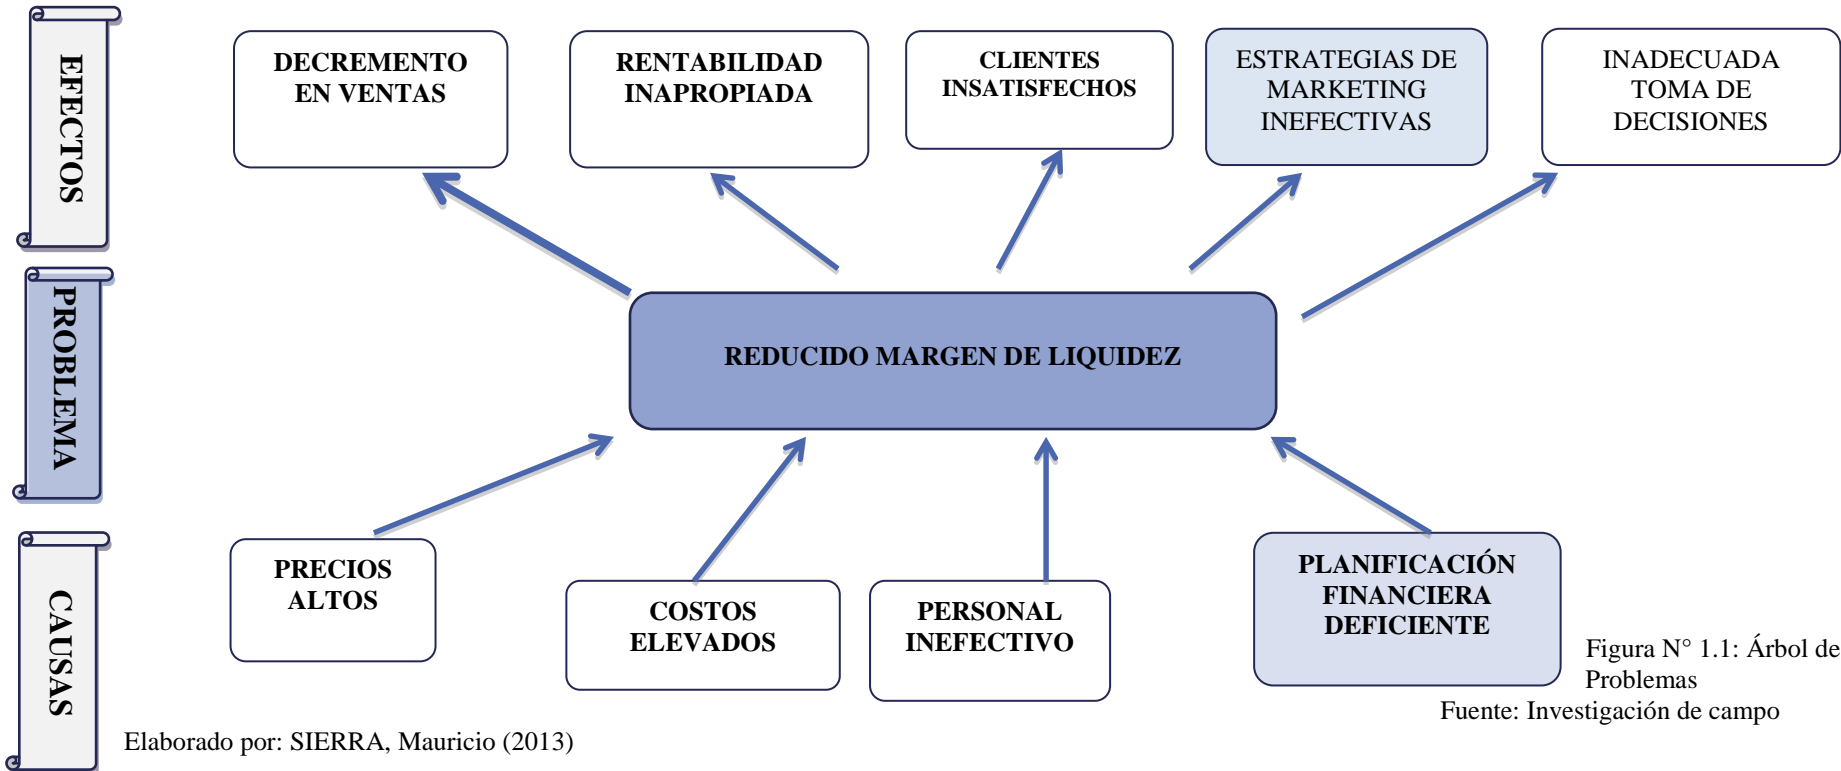 EFECTOS
DECREMENTO
EN VENTAS
RENTABILIDAD
INAPROPIADA
CLIENTES
INSATISFECHOS
ESTRATEGIAS DE
MARKETING
INEFECTIVAS
INADECUADA
TOMA DE
DECISIONES
PROBLEMA
REDUCIDO MARGEN DE LIQUIDEZ
CAUSAS
PRECIOS
ALTOS
COSTOS
ELEVADOS
PERSONAL
INEFECTIVO
PLANIFICACIÓN
FINANCIERA
DEFICIENTE
Figura N° 1.1: Árbol de
Problemas
Fuente: Investigación de campo
Elaborado por: SIERRA, Mauricio (2013)